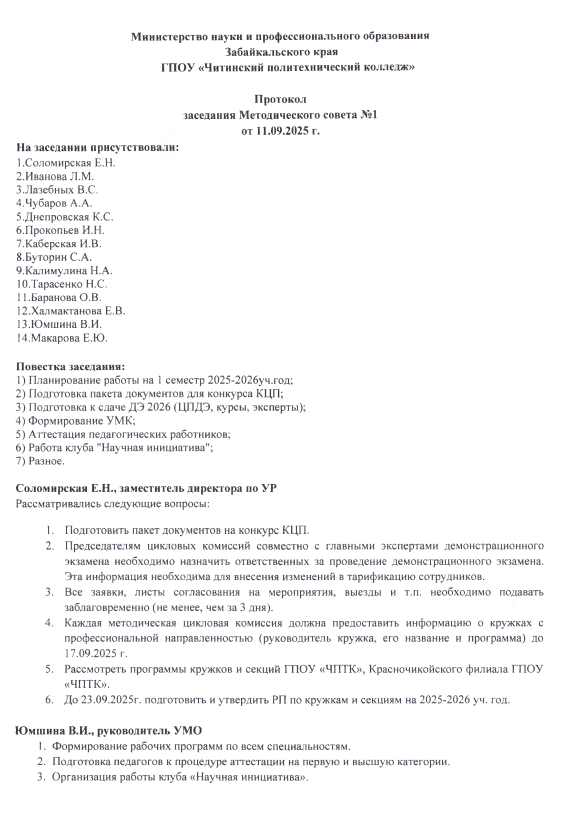 Министерство науки и профессионального образования
Забайкальского края
ГПОУ «Читинский политехнический колледж»
Протокол
заседания Методического совета №1
от 11.09.2025 г.
На заседании присутствовали:
1.Соломирская Е.Н.
2.Иванова Л.М.
3.Лазебных В.С.
4.Чубаров А.А.
5.Днепровская К.С.
6.Прокопьев И.Н.
7.Каберская И.В.
8.Буторин С.А.
9.Калимулина Н.А.
10.Тарасенко Н.С.
11.Баранова О.В.
12.Халмактанова Е.В.
13.Юмшина В.И.
14.Макарова Е.Ю.
Повестка заседания:
1) Планирование работы на 1 семестр 2025-2026уч.год;
2) Подготовка пакета документов для конкурса КЦП;
3) Подготовка к сдаче ДЭ 2026 (ЦПДЭ, курсы, эксперты);
4) Формирование УМК;
5) Аттестация педагогических работников;
6) Работа клуба "Научная инициатива";
7) Разное.
Соломирская Е.Н., заместитель директора по УР
Рассматривались следующие вопросы:
1. Подготовить пакет документов на конкурс КЦП.
2. Председателям цикловых комиссий совместно с главными экспертами демонстрационного
экзамена необходимо назначить ответственных за проведение демонстрационного экзамена.
Эта информация необходима для внесения изменений в тарификацию сотрудников.
3. Все заявки, листы согласования на мероприятия, выезды и т.п. необходимо подавать
заблаговременно (не менее, чем за 3 дня).
4. Каждая методическая цикловая комиссия должна предоставить информацию о кружках с
профессиональной направленностью (руководитель кружка, его название и программа) до
17.09.2025 г.
5. Рассмотреть программы кружков и секций ГПОУ «ЧПТК», Красночикойского филиала ГПОУ
«ЧПТК».
6. До 23.09.2025г. подготовить и утвердить РП по кружкам и секциям на 2025-2026 уч. год.
Юмшина В.И., руководитель УМО
1. Формирование рабочих программ по всем специальностям.
2. Подготовка педагогов к процедуре аттестации на первую и высшую категории.
3. Организация работы клуба «Научная инициатива».